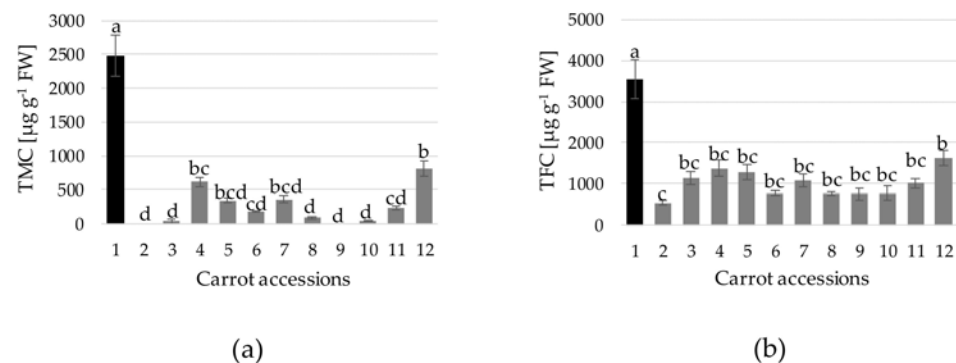 3000
2500
2000
1500
1000
500
0
TMC [µg g-1 FW]
a
d
d
bc
bcd
cd
bcd
d
d
d
cd
b
1 2 3 4 5 6 7 8 9 10 11 12
Carrot accessions
(a)
5000
4000
3000
2000
1000
0
TFC [µg g-1 FW]
a
c
bc
bc
bc
bc
bc
bc
bc
bc
bc
b
1 2 3 4 5 6 7 8 9 10 11 12
Carrot accessions
(b)